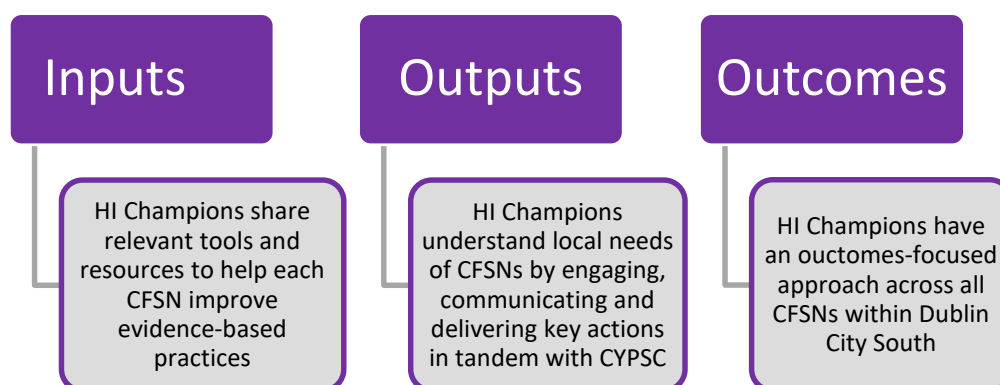 Inputs
HI Champions share
relevant tools and
resources to help each
CFSN improve
evidence-based
practices
Outputs
HI Champions
understand local needs
of CFSNs by engaging,
communicating and
delivering key actions
in tandem with CYPSC
Outcomes
HI Champions have
an ouctomes-focused
approach across all
CFSNs within Dublin
City South